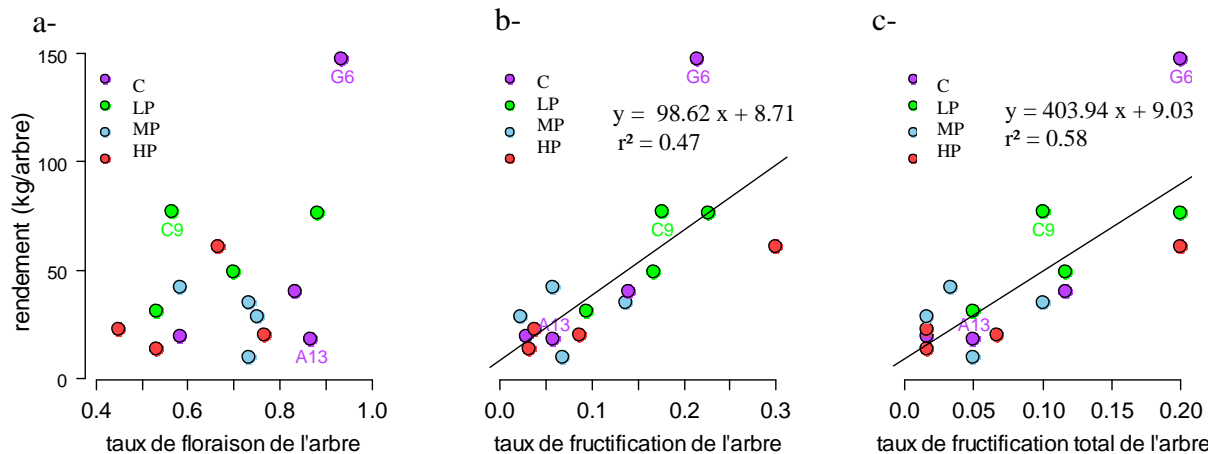 a-
rendement (kg/arbre)
150
100
50
0
C
LP
MP
HP
G6
C9
A13
0.4
0.6
0.8
1.0
taux de floraison de l'arbre
b-
C
LP
MP
HP
G6
y = 98.62 x + 8.71
r² = 0.47
C9
A13
0.0
0.1
0.2
0.3
taux de fructification de l'arbre
c-
C
LP
MP
HP
G6
y = 403.94 x + 9.03
r² = 0.58
C9
A13
0.0
0.05
0.10
0.15
0.20
taux de fructification total de l'arbre